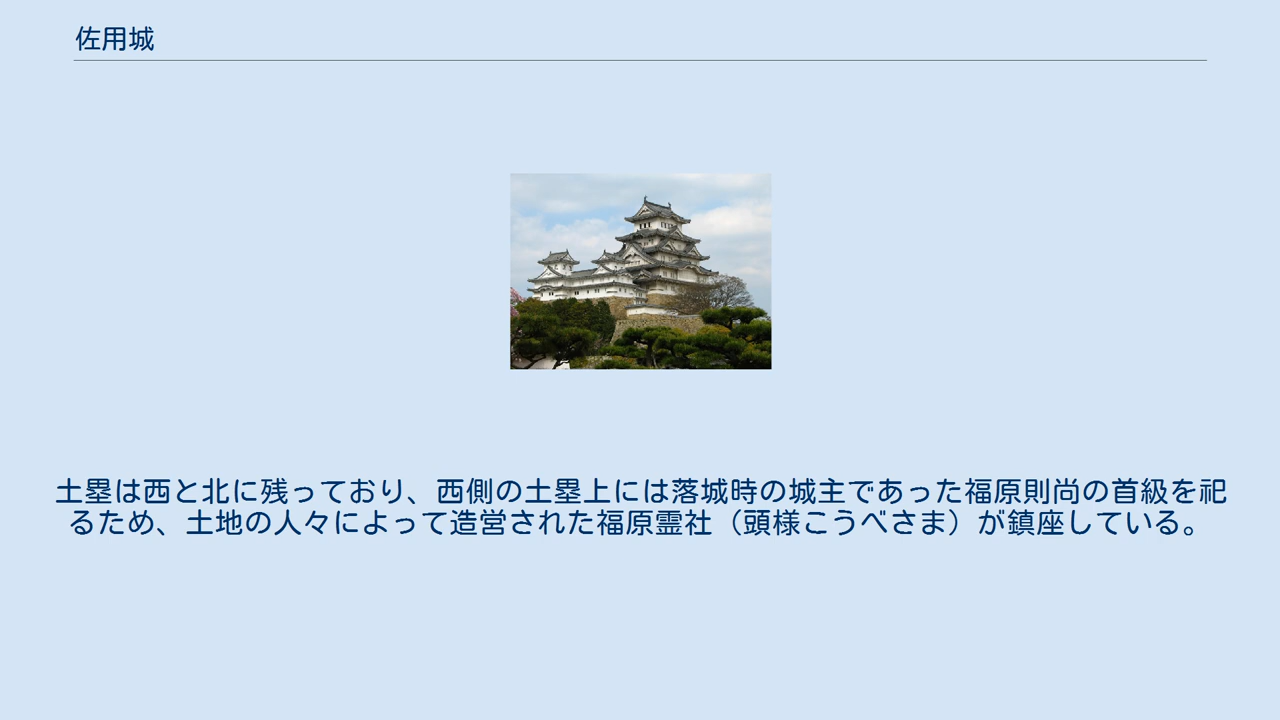 佐用城
土塁は西と北に残っており、西側の土塁上には落城時の城主であった福原則尚の首級を祀
るため、土地の人々によって造営された福原霊社（頭様こうべさま）が鎮座している。